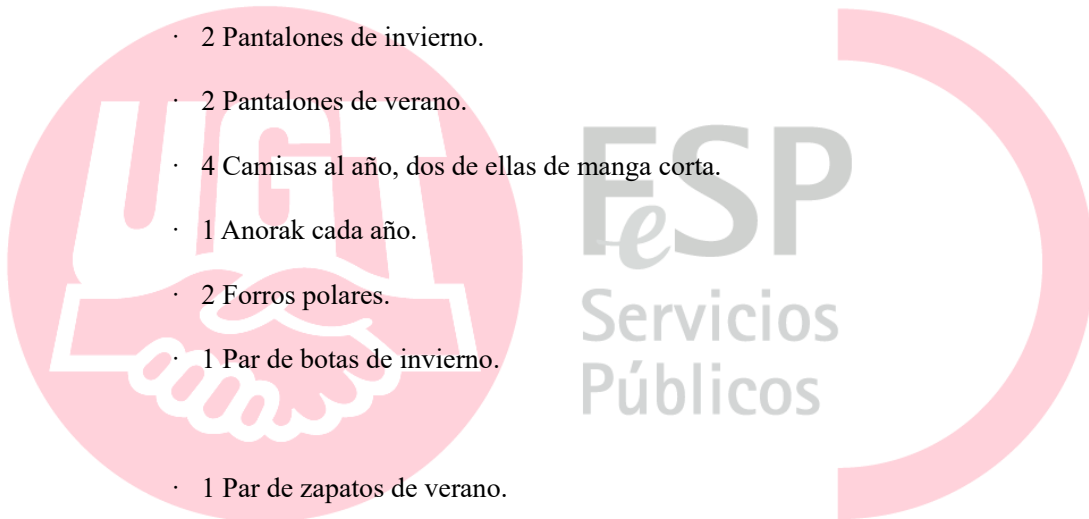 · 2 Pantalones de invierno.
· 2 Pantalones de verano.
· 4 Camisas al año, dos de ellas de manga corta.
· 1 Anorak cada año.
· 2 Forros polares.
· 1 Par de botas de invierno.
· 1 Par de zapatos de verano.
UGT
FeSP
Servicios
Públicos